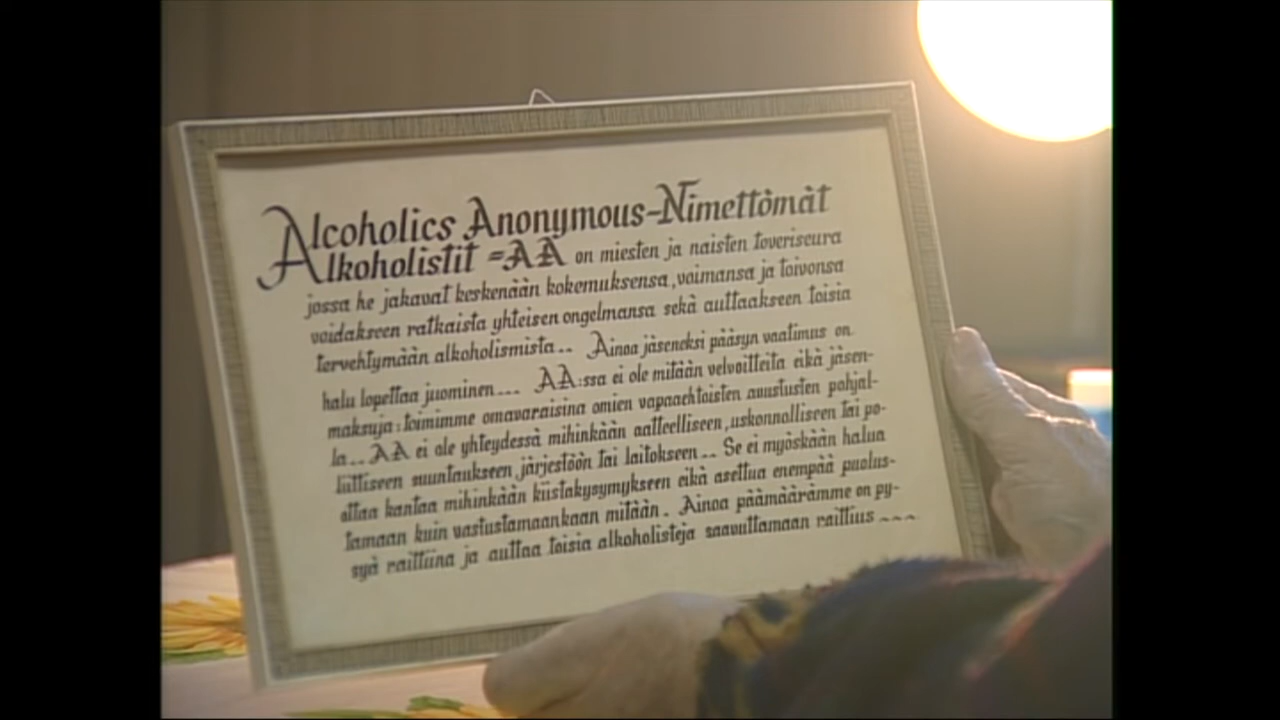 Alcoholics Anonymous-Nimettömät
Alkoholistit =AA on miesten ja naisten toveriseura
jossa he jakavat keskenään kokemuksensa, voimansa ja toivonsa
voidakseen ratkaista yhteisen ongelmansa sekä auttaakseen toisia
tervehtymään alkoholismista.. Ainoa jäseneksi pääsyn vaatimus on
halu lopettaa juominen... AA:ssa ei ole mitään velvoitteita eikä jäsen-
maksuja: toimimme omavaraisina omien vapaaehtoisten avustusten pohjal-
la.. AA ei ole yhteydessä mihinkään aatteelliseen, uskonnolliseen tai po-
liittiseen suuntaukseen, järjestöön tai laitokseen.. Se ei myöskään halua
ottaa kantaa mihinkään kiistakysymykseen eikä asettua enempää puolus-
tamaan kuin vastustamaankaan mitään. Ainoa päämäärämme on py-
syä raittiina ja auttaa toisia alkoholisteja saavuttamaan raittius ~~~